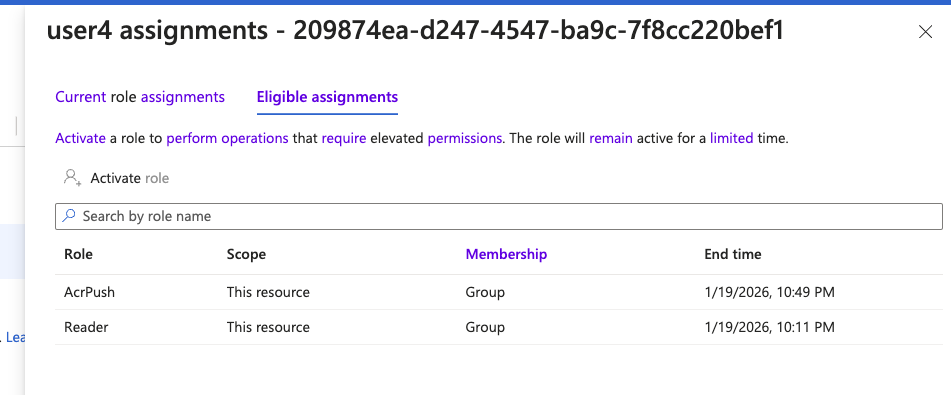 user4 assignments - 209874ea-d247-4547-ba9c-7f8cc220bef1
Current role assignments Eligible assignments
Activate a role to perform operations that require elevated permissions. The role will remain active for a limited time.
Activate role
Search by role name
Role Scope Membership End time
AcrPush This resource Group 1/19/2026, 10:49 PM
Reader This resource Group 1/19/2026, 10:11 PM
. Lea